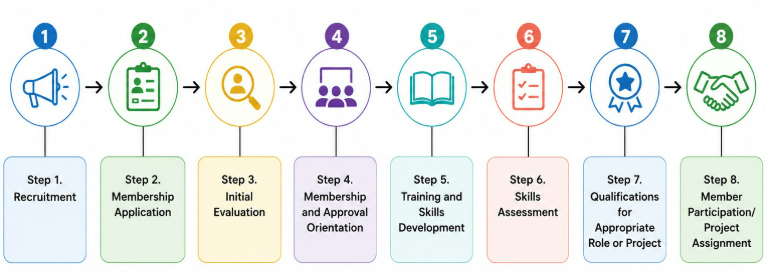 1
2
3
4
5
6
7
8
Step 1.
Recruitment
Step 2.
Membership
Application
Step 3.
Initial
Evaluation
Step 4.
Membership
and Approval
Orientation
Step 5.
Training and
Skills
Development
Step 6.
Skills
Assessment
Step 7.
Qualifications
for
Appropriate
Role or Project
Step 8.
Member
Participation/
Project
Assignment